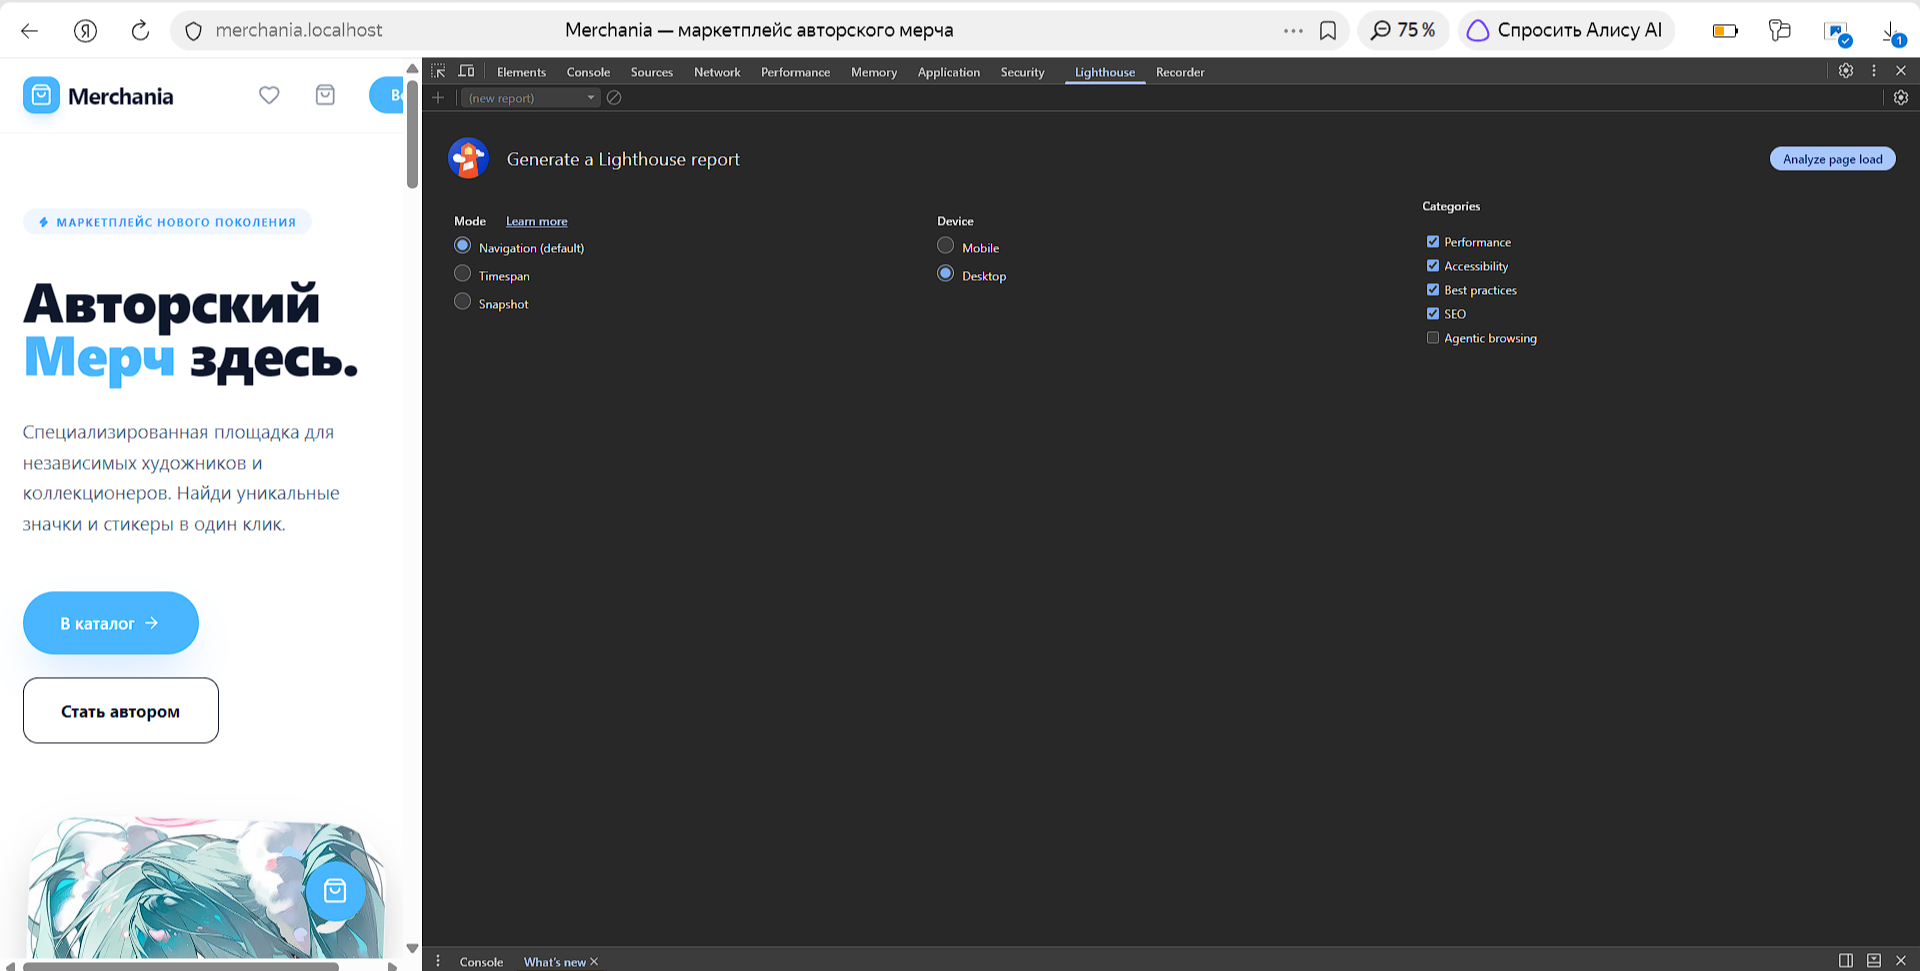 merchania.localhost
Merchania — маркетплейс авторского мерча
75 %
Спросить Алису AI
1
Merchania
МАРКЕТПЛЕЙС НОВОГО ПОКОЛЕНИЯ
Авторский
Мерч здесь.
Специализированная площадка для
независимых художников и
коллекционеров. Найди уникальные
значки и стикеры в один клик.
В каталог
Стать автором
Elements
Console
Sources
Network
Performance
Memory
Application
Security
Lighthouse
Recorder
(new report)
Generate a Lighthouse report
Analyze page load
Mode
Learn more
Navigation (default)
Timespan
Snapshot
Device
Mobile
Desktop
Categories
Performance
Accessibility
Best practices
SEO
Agentic browsing
Console
What's new